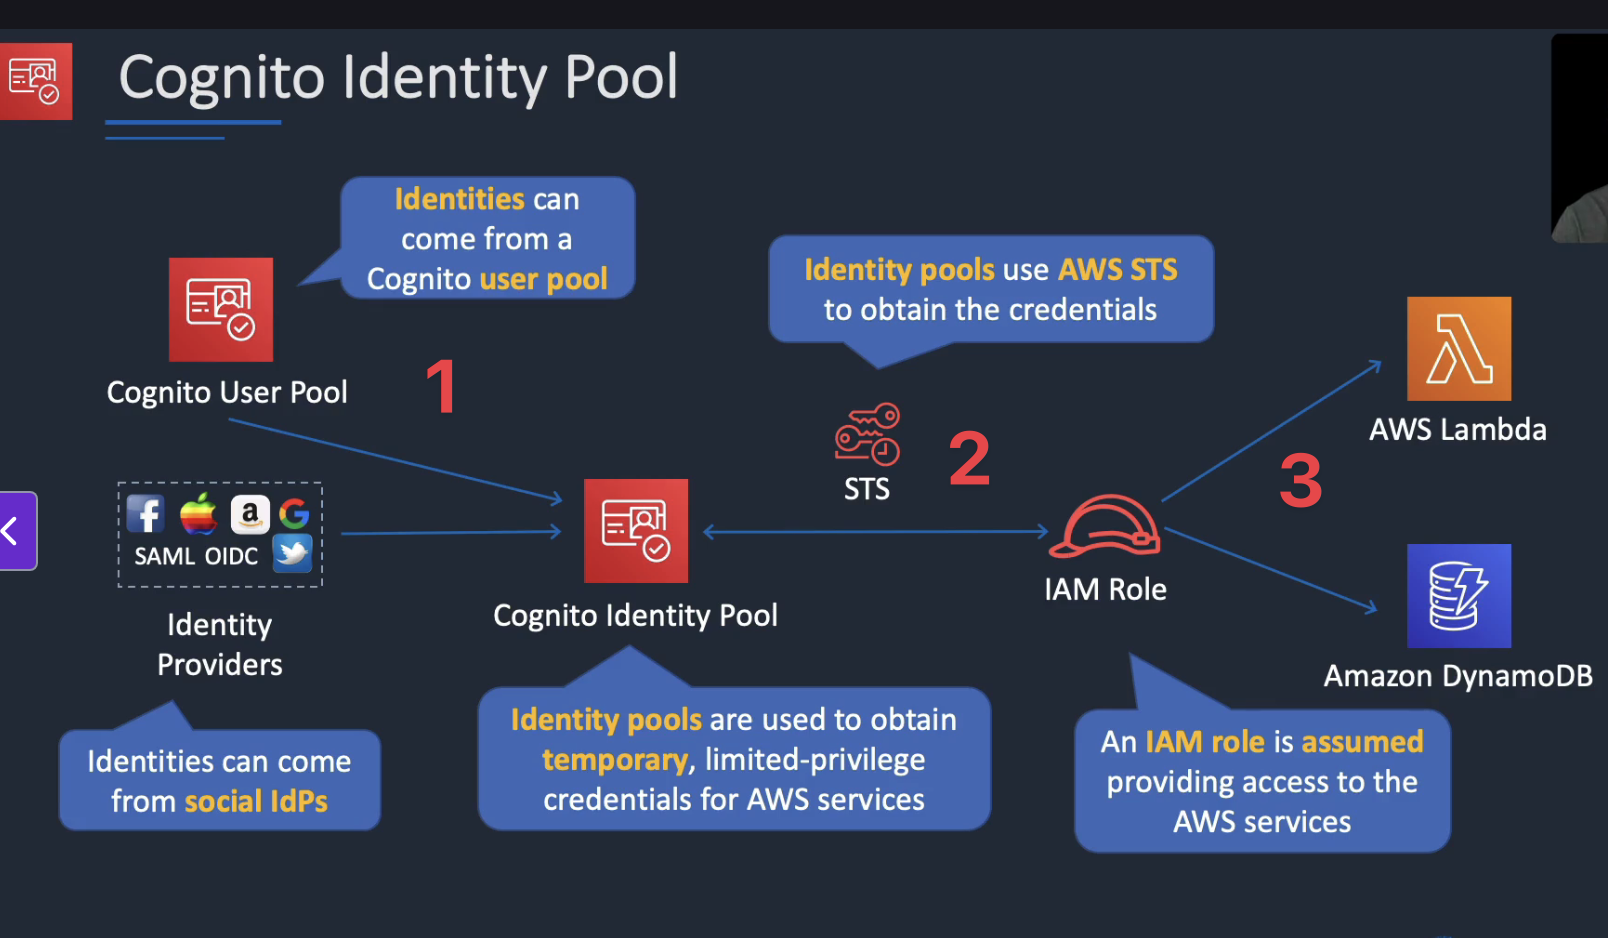 Cognito Identity Pool
Identities can
come from a
Cognito user pool
Identity pools use AWS STS
to obtain the credentials
Cognito User Pool
1
STS
2
3
AWS Lambda
f
a
G
SAML OIDC
Identity
Providers
Cognito Identity Pool
IAM Role
Amazon DynamoDB
Identities can come
from social IdPs
Identity pools are used to obtain
temporary, limited-privilege
credentials for AWS services
An IAM role is assumed
providing access to the
AWS services